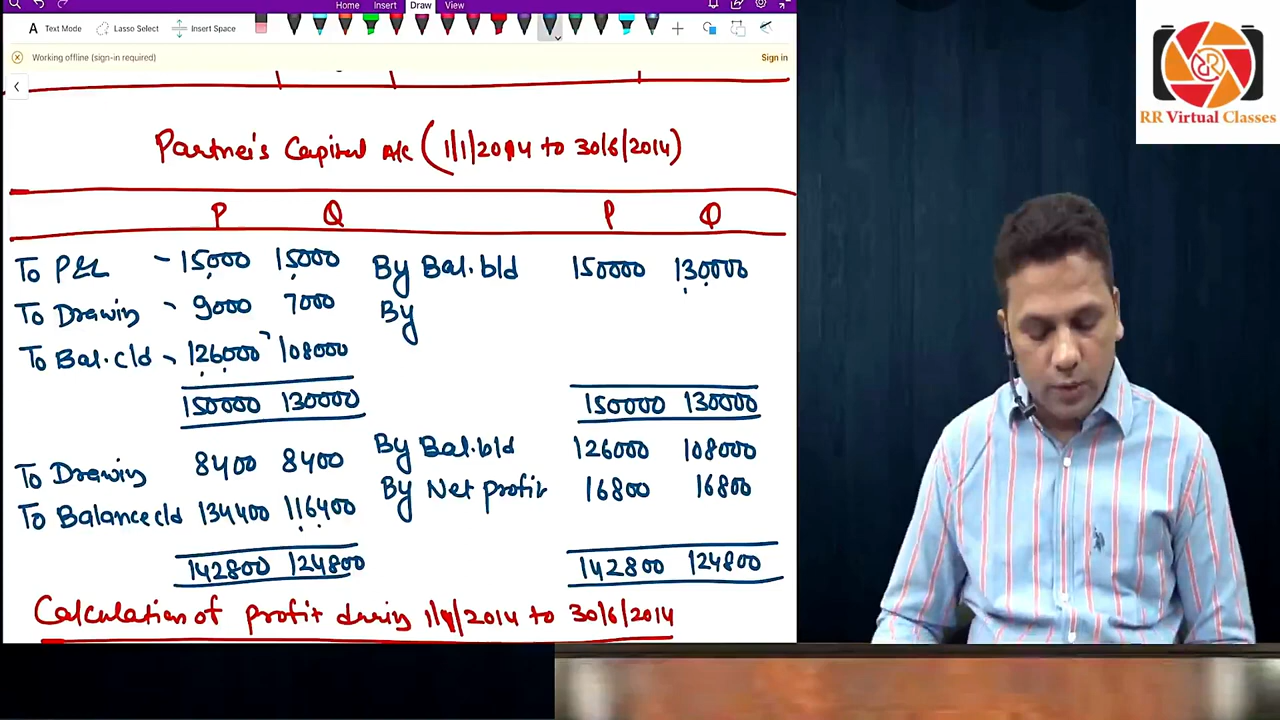 Home Insert Draw View
A Text Mode Lasso Select Insert Space
Working offline (sign-in required) Sign in
Partner's Capital A/c (1/1/2014 to 30/6/2014)
P Q P Q
To P&L - 15000 15000 By Bal. b/d 150000 130000
To Drawing - 9000 7000 By
To Bal. c/d - 126000 108000
150000 130000 150000 130000
To Drawing 8400 8400 By Bal. b/d 126000 108000
To Balance c/d 134400 116400 By Net profit 16800 16800
142800 124800 142800 124800
Calculation of profit during 1/1/2014 to 30/6/2014
RR Virtual Classes